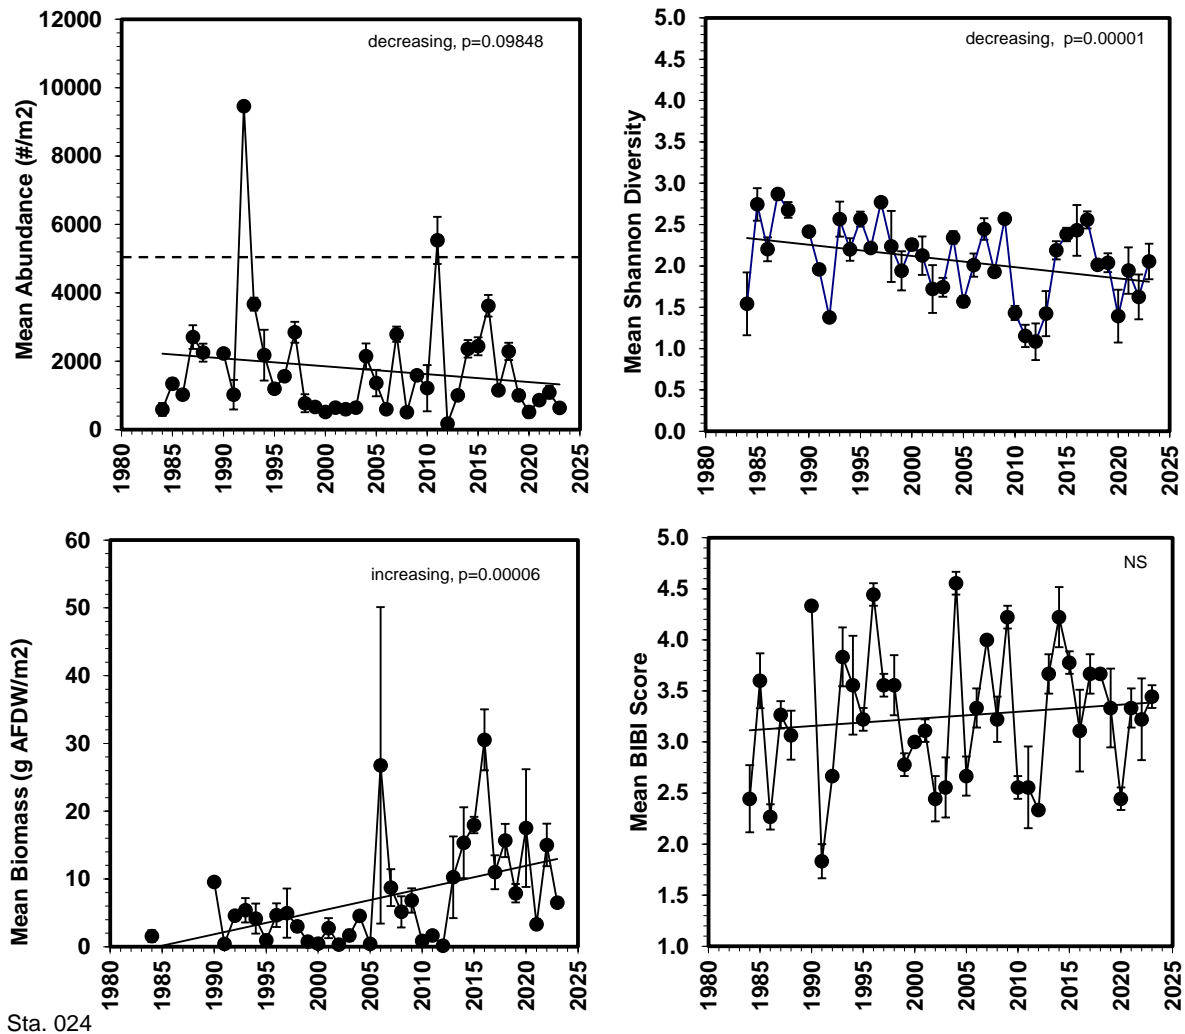 Mean Abundance (#/m2)
12000
10000
8000
6000
4000
2000
0
decreasing, p=0.09848
1980 1985 1990 1995 2000 2005 2010 2015 2020 2025
Mean Shannon Diversity
5.0
4.5
4.0
3.5
3.0
2.5
2.0
1.5
1.0
0.5
0.0
decreasing, p=0.00001
1980 1985 1990 1995 2000 2005 2010 2015 2020 2025
Mean Biomass (g AFDW/m2)
60
50
40
30
20
10
0
increasing, p=0.00006
1980 1985 1990 1995 2000 2005 2010 2015 2020 2025
Mean BIBI Score
5.0
4.5
4.0
3.5
3.0
2.5
2.0
1.5
1.0
NS
1980 1985 1990 1995 2000 2005 2010 2015 2020 2025
Sta. 024